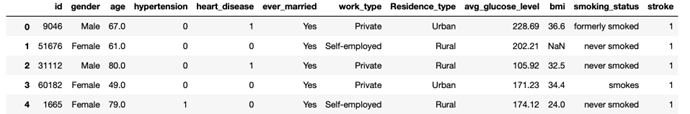 id gender age hypertension heart_disease ever_married work_type Residence_type avg_glucose_level bmi smoking_status stroke
0 9046 Male 67.0 0 1 Yes Private Urban 228.69 36.6 formerly smoked 1
1 51676 Female 61.0 0 0 Yes Self-employed Rural 202.21 NaN never smoked 1
2 31112 Male 80.0 0 1 Yes Private Rural 105.92 32.5 never smoked 1
3 60182 Female 49.0 0 0 Yes Private Urban 171.23 34.4 smokes 1
4 1665 Female 79.0 1 0 Yes Self-employed Rural 174.12 24.0 never smoked 1